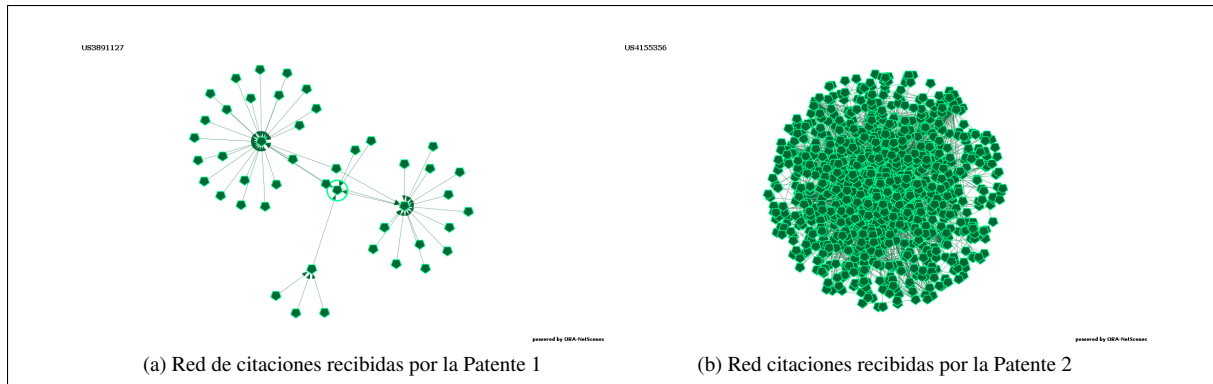 US3891127
US4155356
powered by ORA-NetScenes
powered by ORA-NetScenes
(a) Red de citaciones recibidas por la Patente 1
(b) Red citaciones recibidas por la Patente 2